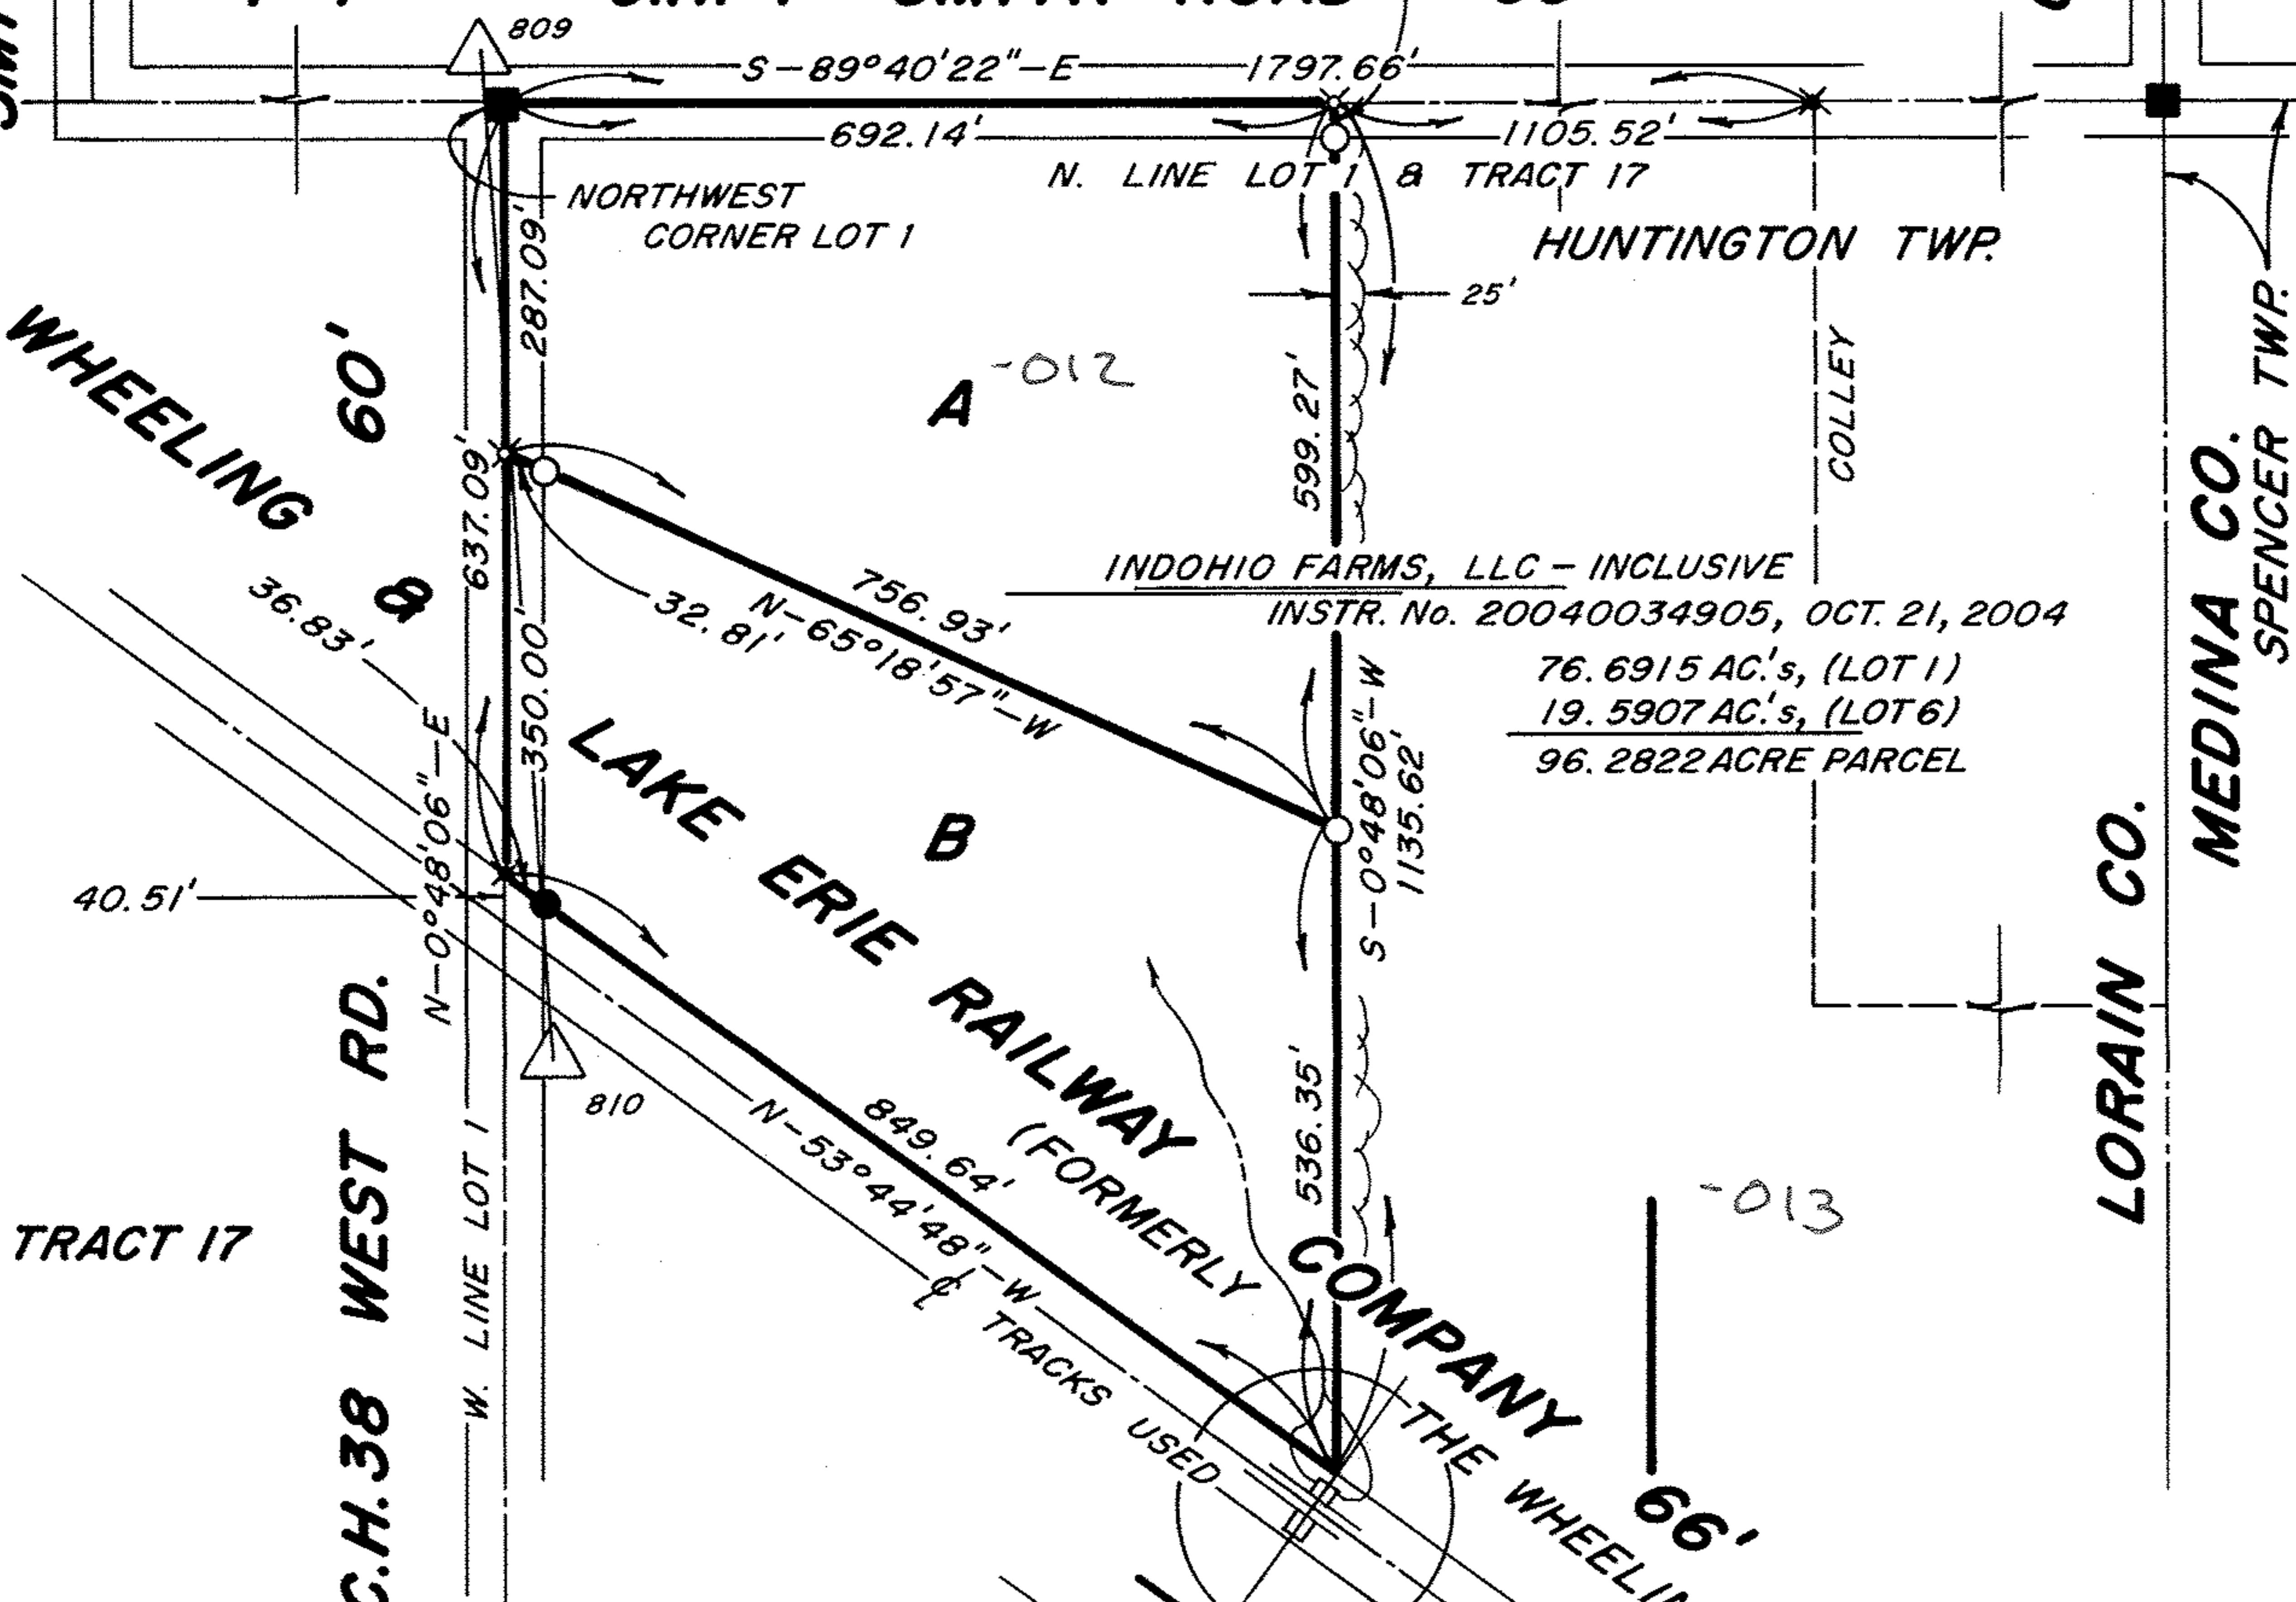 SMITH ROAD
809
S-89°40'22"-E
1797.66'
692.14'
1105.52'
N. LINE LOT 1 & TRACT 17
NORTHWEST
CORNER LOT 1
HUNTINGTON TWP.
287.09'
25'
WHEELING
60'
A
-012
599.27'
COLLEY
SPENCER TWP.
MEDINA CO.
637.09'
INDOHIO FARMS, LLC - INCLUSIVE
INSTR. No. 20040034905, OCT. 21, 2004
76.6915 AC.'s, (LOT 1)
19.5907 AC.'s, (LOT 6)
96.2822 ACRE PARCEL
756.93'
N-65°18'57"-W
32.81'
36.83'
&
350.00'
LAKE ERIE RAILWAY
B
S-0°48'06"-W
1135.62'
N-0°48'06"-E
40.51'
LORAIN CO.
810
849.64'
N-53°44'48"-W
(FORMERLY
536.35'
-013
TRACT 17
C.H.38 WEST RD.
W. LINE LOT 1
COMPANY
℄ TRACKS USED
THE WHEELIN
66'